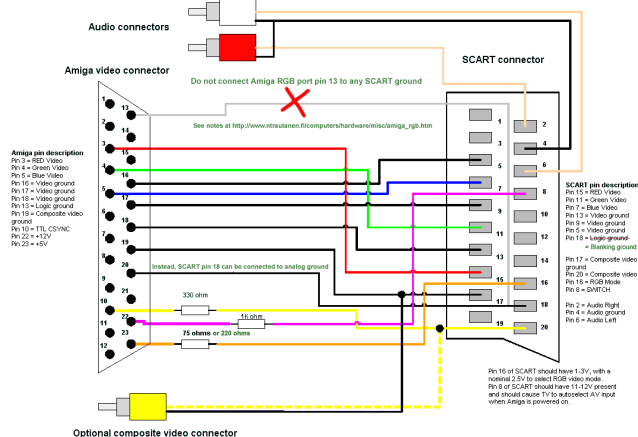 Audio connectors
SCART connector
Amiga video connector
Do not connect Amiga RGB port pin 13 to any SCART ground
See notes at http://www.ntrautanen.fi/computers/hardware/misc/amiga_rgb.htm
1
13
2
14
3
15
4
16
5
17
6
18
7
19
8
20
9
21
10
22
11
23
12
Amiga pin description
Pin 3 = RED Video
Pin 4 = Green Video
Pin 5 = Blue Video
Pin 16 = Video ground
Pin 17 = Video ground
Pin 18 = Video ground
Pin 13 = Logic ground
Pin 19 = Composite video
ground
Pin 10 = TTL CSYNC
Pin 22 = +12V
Pin 23 = +5V
Instead, SCART pin 18 can be connected to analog ground
330 ohm
1K ohm
75 ohms or 220 ohms
1
2
3
4
5
6
7
8
9
10
11
12
13
14
15
16
17
18
19
20
SCART pin description
Pin 15 = RED Video
Pin 11 = Green Video
Pin 7 = Blue Video
Pin 13 = Video ground
Pin 9 = Video ground
Pin 5 = Video ground
Pin 18 = Logic ground
= Blanking ground
Pin 17 = Composite video
ground
Pin 20 = Composite video
Pin 16 = RGB Mode
Pin 8 = SWITCH
Pin 2 = Audio Right
Pin 4 = Audio ground
Pin 6 = Audio Left
Pin 16 of SCART should have 1-3V, with a
nominal 2.5V to select RGB video mode.
Pin 8 of SCART should have 11-12V present
and should cause TV to autoselect AV input
when Amiga is powered on.
Optional composite video connector